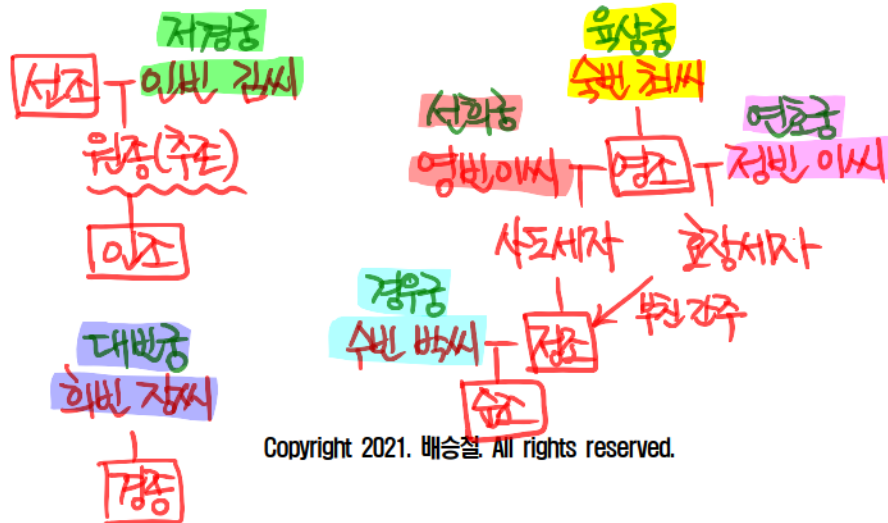 저경궁
선조 인빈 김씨
원종(추존)
인조
대빈궁
희빈 장씨
경종
육상궁
숙빈 최씨
선희궁
연호궁
영빈이씨 영조 정빈 이씨
사도세자 효장세자
경우궁
부친 간주
수빈 박씨 정조
순조
Copyright 2021. 배승철. All rights reserved.